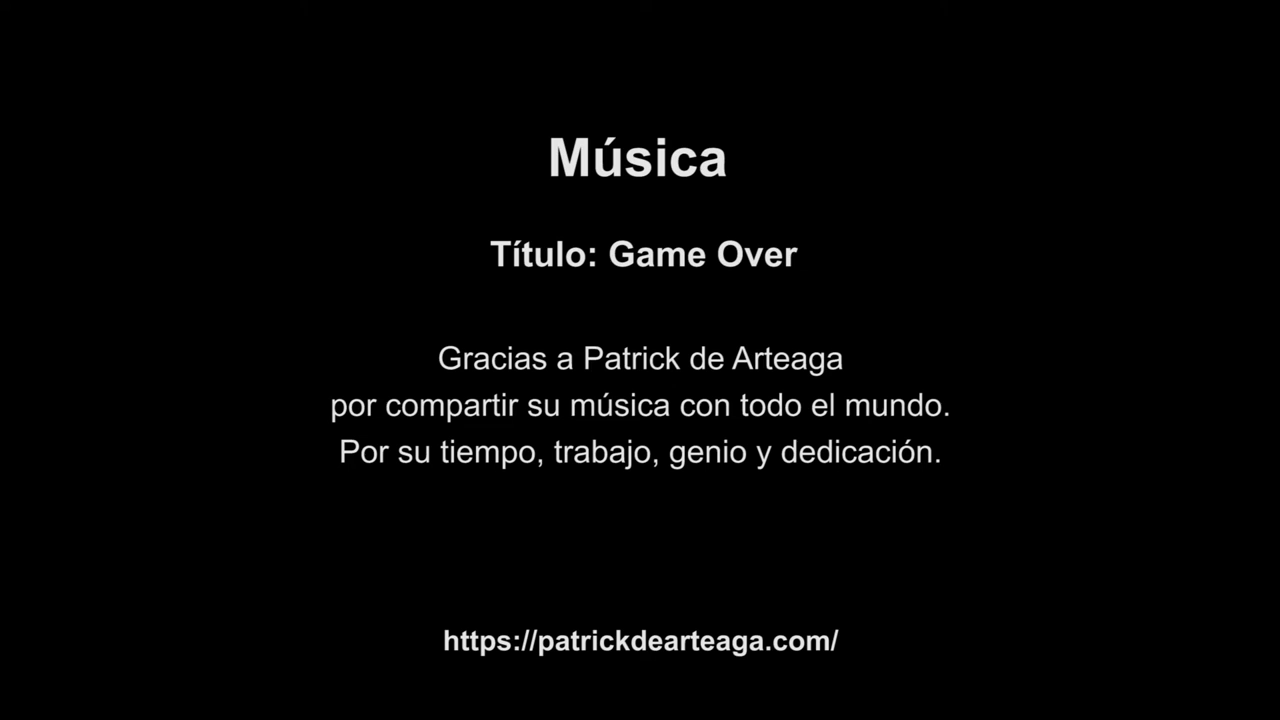 Música
Título: Game Over
Gracias a Patrick de Arteaga
por compartir su música con todo el mundo.
Por su tiempo, trabajo, genio y dedicación.
https://patrickdearteaga.com/